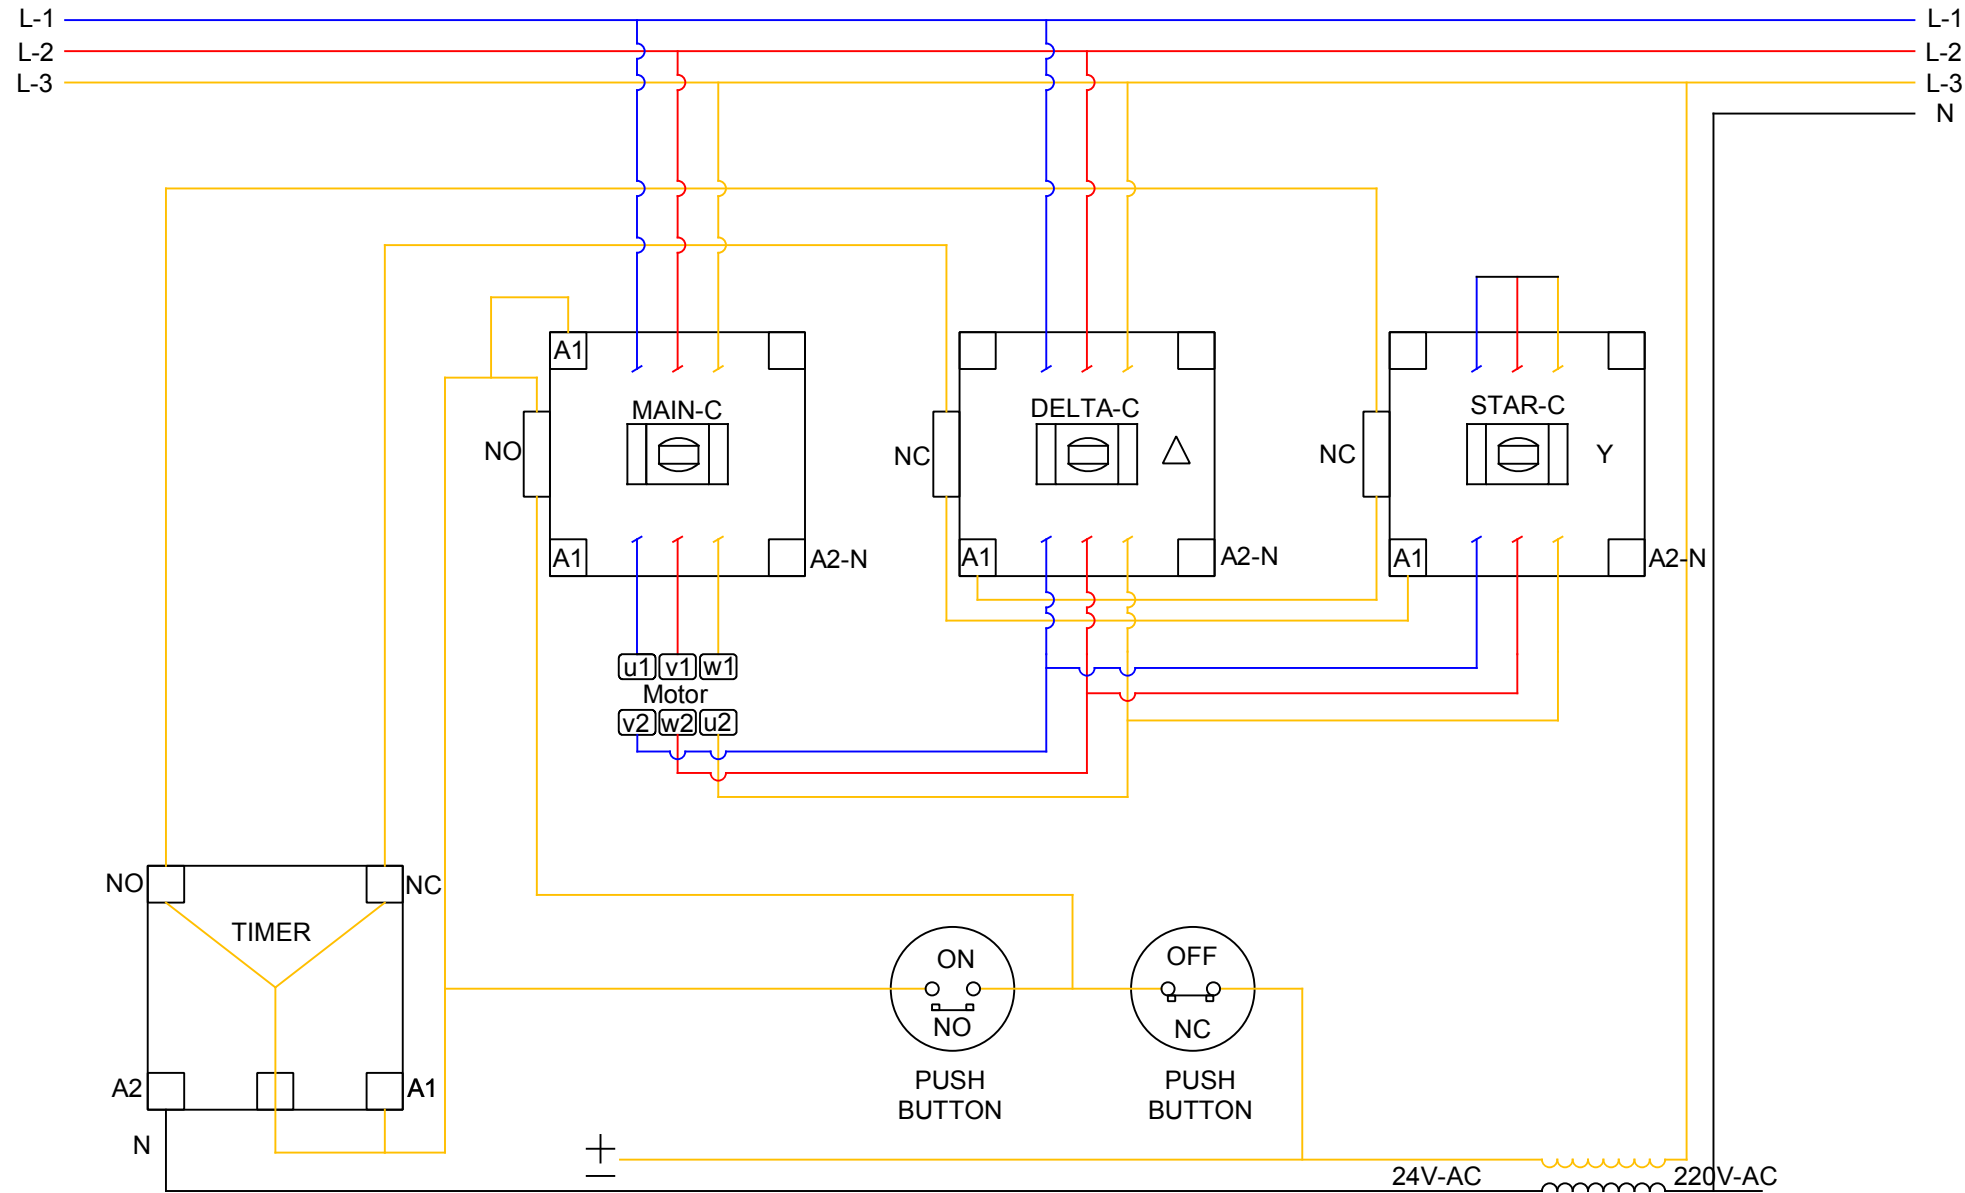 L-1
L-1
L-2
L-2
L-3
L-3
N
A1
MAIN-C
DELTA-C
STAR-C
NO
NC
NC
Y
A1
A2-N
A1
A2-N
A1
A2-N
u1
v1
w1
Motor
v2
w2
u2
NO
NC
TIMER
ON
NO
OFF
NC
A2
A1
PUSH
BUTTON
PUSH
BUTTON
N
+
−
24V-AC
220V-AC